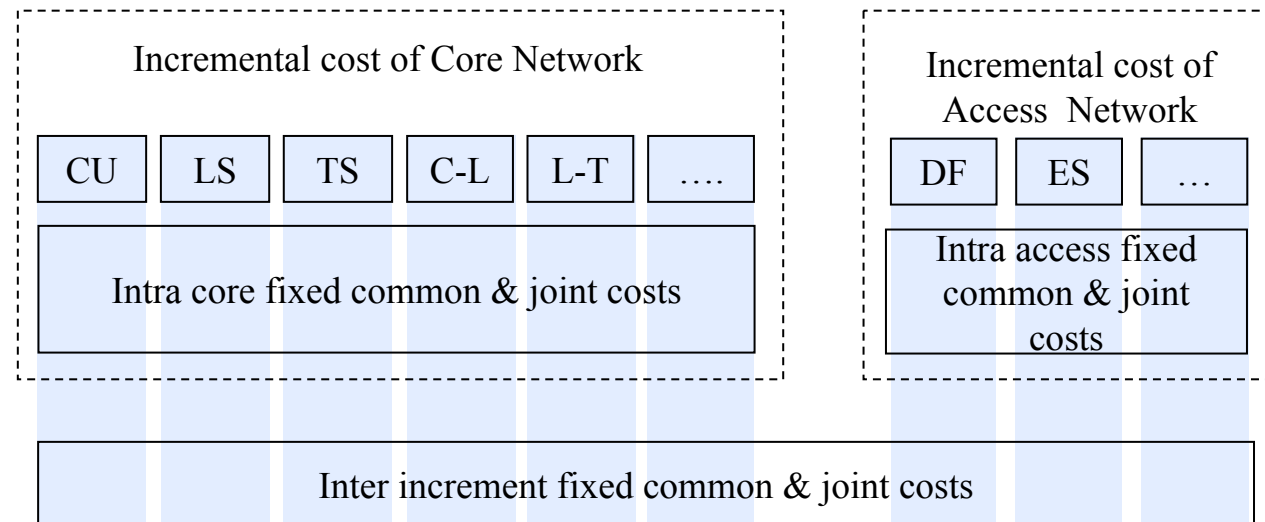 Incremental cost of Core Network
CU LS TS C-L L-T ….
Intra core fixed common & joint costs
Incremental cost of
Access Network
DF ES …
Intra access fixed
common & joint
costs
Inter increment fixed common & joint costs